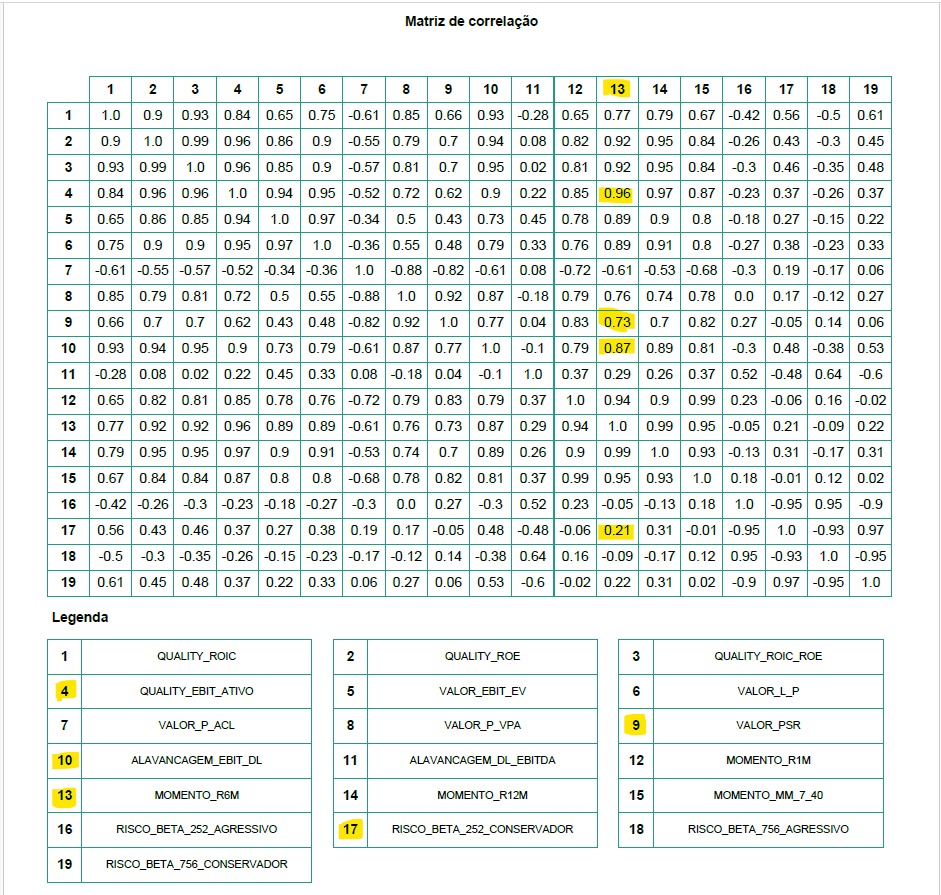 Matriz de correlação
1 2 3 4 5 6 7 8 9 10 11 12 13 14 15 16 17 18 19
1 1.0 0.9 0.93 0.84 0.65 0.75 -0.61 0.85 0.66 0.93 -0.28 0.65 0.77 0.79 0.67 -0.42 0.56 -0.5 0.61
2 0.9 1.0 0.99 0.96 0.86 0.9 -0.55 0.79 0.7 0.94 0.08 0.82 0.92 0.95 0.84 -0.26 0.43 -0.3 0.45
3 0.93 0.99 1.0 0.96 0.85 0.9 -0.57 0.81 0.7 0.95 0.02 0.81 0.92 0.95 0.84 -0.3 0.46 -0.35 0.48
4 0.84 0.96 0.96 1.0 0.94 0.95 -0.52 0.72 0.62 0.9 0.22 0.85 0.96 0.97 0.87 -0.23 0.37 -0.26 0.37
5 0.65 0.86 0.85 0.94 1.0 0.97 -0.34 0.5 0.43 0.73 0.45 0.78 0.89 0.9 0.8 -0.18 0.27 -0.15 0.22
6 0.75 0.9 0.9 0.95 0.97 1.0 -0.36 0.55 0.48 0.79 0.33 0.76 0.89 0.91 0.8 -0.27 0.38 -0.23 0.33
7 -0.61 -0.55 -0.57 -0.52 -0.34 -0.36 1.0 -0.88 -0.82 -0.61 0.08 -0.72 -0.61 -0.53 -0.68 -0.3 0.19 -0.17 0.06
8 0.85 0.79 0.81 0.72 0.5 0.55 -0.88 1.0 0.92 0.87 -0.18 0.79 0.76 0.74 0.78 0.0 0.17 -0.12 0.27
9 0.66 0.7 0.7 0.62 0.43 0.48 -0.82 0.92 1.0 0.77 0.04 0.83 0.73 0.7 0.82 0.27 -0.05 0.14 0.06
10 0.93 0.94 0.95 0.9 0.73 0.79 -0.61 0.87 0.77 1.0 -0.1 0.79 0.87 0.89 0.81 -0.3 0.48 -0.38 0.53
11 -0.28 0.08 0.02 0.22 0.45 0.33 0.08 -0.18 0.04 -0.1 1.0 0.37 0.29 0.26 0.37 0.52 -0.48 0.64 -0.6
12 0.65 0.82 0.81 0.85 0.78 0.76 -0.72 0.79 0.83 0.79 0.37 1.0 0.94 0.9 0.99 0.23 -0.06 0.16 -0.02
13 0.77 0.92 0.92 0.96 0.89 0.89 -0.61 0.76 0.73 0.87 0.29 0.94 1.0 0.99 0.95 -0.05 0.21 -0.09 0.22
14 0.79 0.95 0.95 0.97 0.9 0.91 -0.53 0.74 0.7 0.89 0.26 0.9 0.99 1.0 0.93 -0.13 0.31 -0.17 0.31
15 0.67 0.84 0.84 0.87 0.8 0.8 -0.68 0.78 0.82 0.81 0.37 0.99 0.95 0.93 1.0 0.18 -0.01 0.12 0.02
16 -0.42 -0.26 -0.3 -0.23 -0.18 -0.27 -0.3 0.0 0.27 -0.3 0.52 0.23 -0.05 -0.13 0.18 1.0 -0.95 0.95 -0.9
17 0.56 0.43 0.46 0.37 0.27 0.38 0.19 0.17 -0.05 0.48 -0.48 -0.06 0.21 0.31 -0.01 -0.95 1.0 -0.93 0.97
18 -0.5 -0.3 -0.35 -0.26 -0.15 -0.23 -0.17 -0.12 0.14 -0.38 0.64 0.16 -0.09 -0.17 0.12 0.95 -0.93 1.0 -0.95
19 0.61 0.45 0.48 0.37 0.22 0.33 0.06 0.27 0.06 0.53 -0.6 -0.02 0.22 0.31 0.02 -0.9 0.97 -0.95 1.0
Legenda
1 QUALITY_ROIC 2 QUALITY_ROE 3 QUALITY_ROIC_ROE
4 QUALITY_EBIT_ATIVO 5 VALOR_EBIT_EV 6 VALOR_L_P
7 VALOR_P_ACL 8 VALOR_P_VPA 9 VALOR_PSR
10 ALAVANCAGEM_EBIT_DL 11 ALAVANCAGEM_DL_EBITDA 12 MOMENTO_R1M
13 MOMENTO_R6M 14 MOMENTO_R12M 15 MOMENTO_MM_7_40
16 RISCO_BETA_252_AGRESSIVO 17 RISCO_BETA_252_CONSERVADOR 18 RISCO_BETA_756_AGRESSIVO
19 RISCO_BETA_756_CONSERVADOR